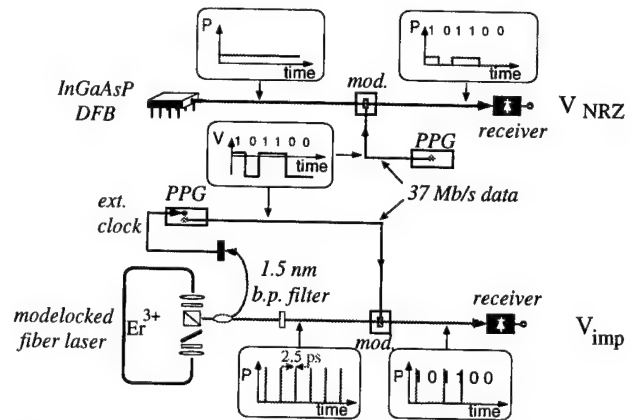 P
time
P 1 0 1 1 0 0
time
InGaAsP
DFB
mod.
receiver
V NRZ
V 1 0 1 1 0 0
time
PPG
PPG
37 Mb/s data
ext.
clock
1.5 nm
b.p. filter
modelocked
fiber laser
Er3+
mod.
receiver
Vimp
P
2.5 ps
time
P 1 0 1 1 0 0
time